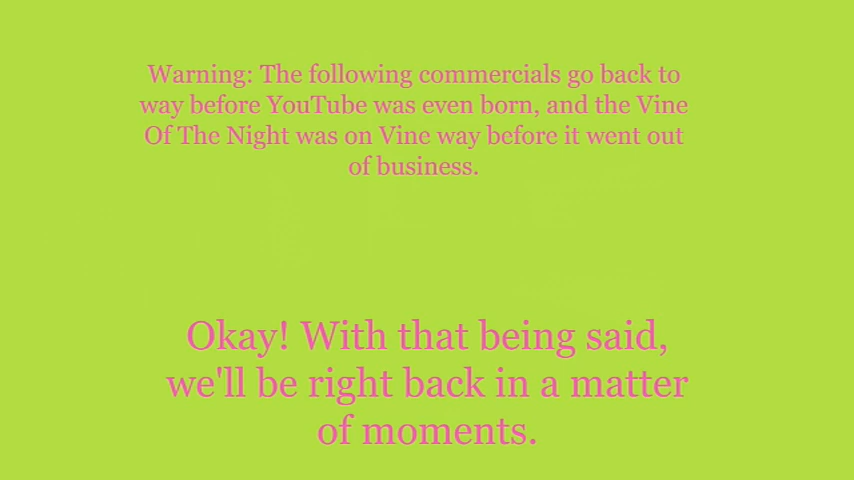 Warning: The following commercials go back to
way before YouTube was even born, and the Vine
Of The Night was on Vine way before it went out
of business.
Okay! With that being said,
we'll be right back in a matter
of moments.